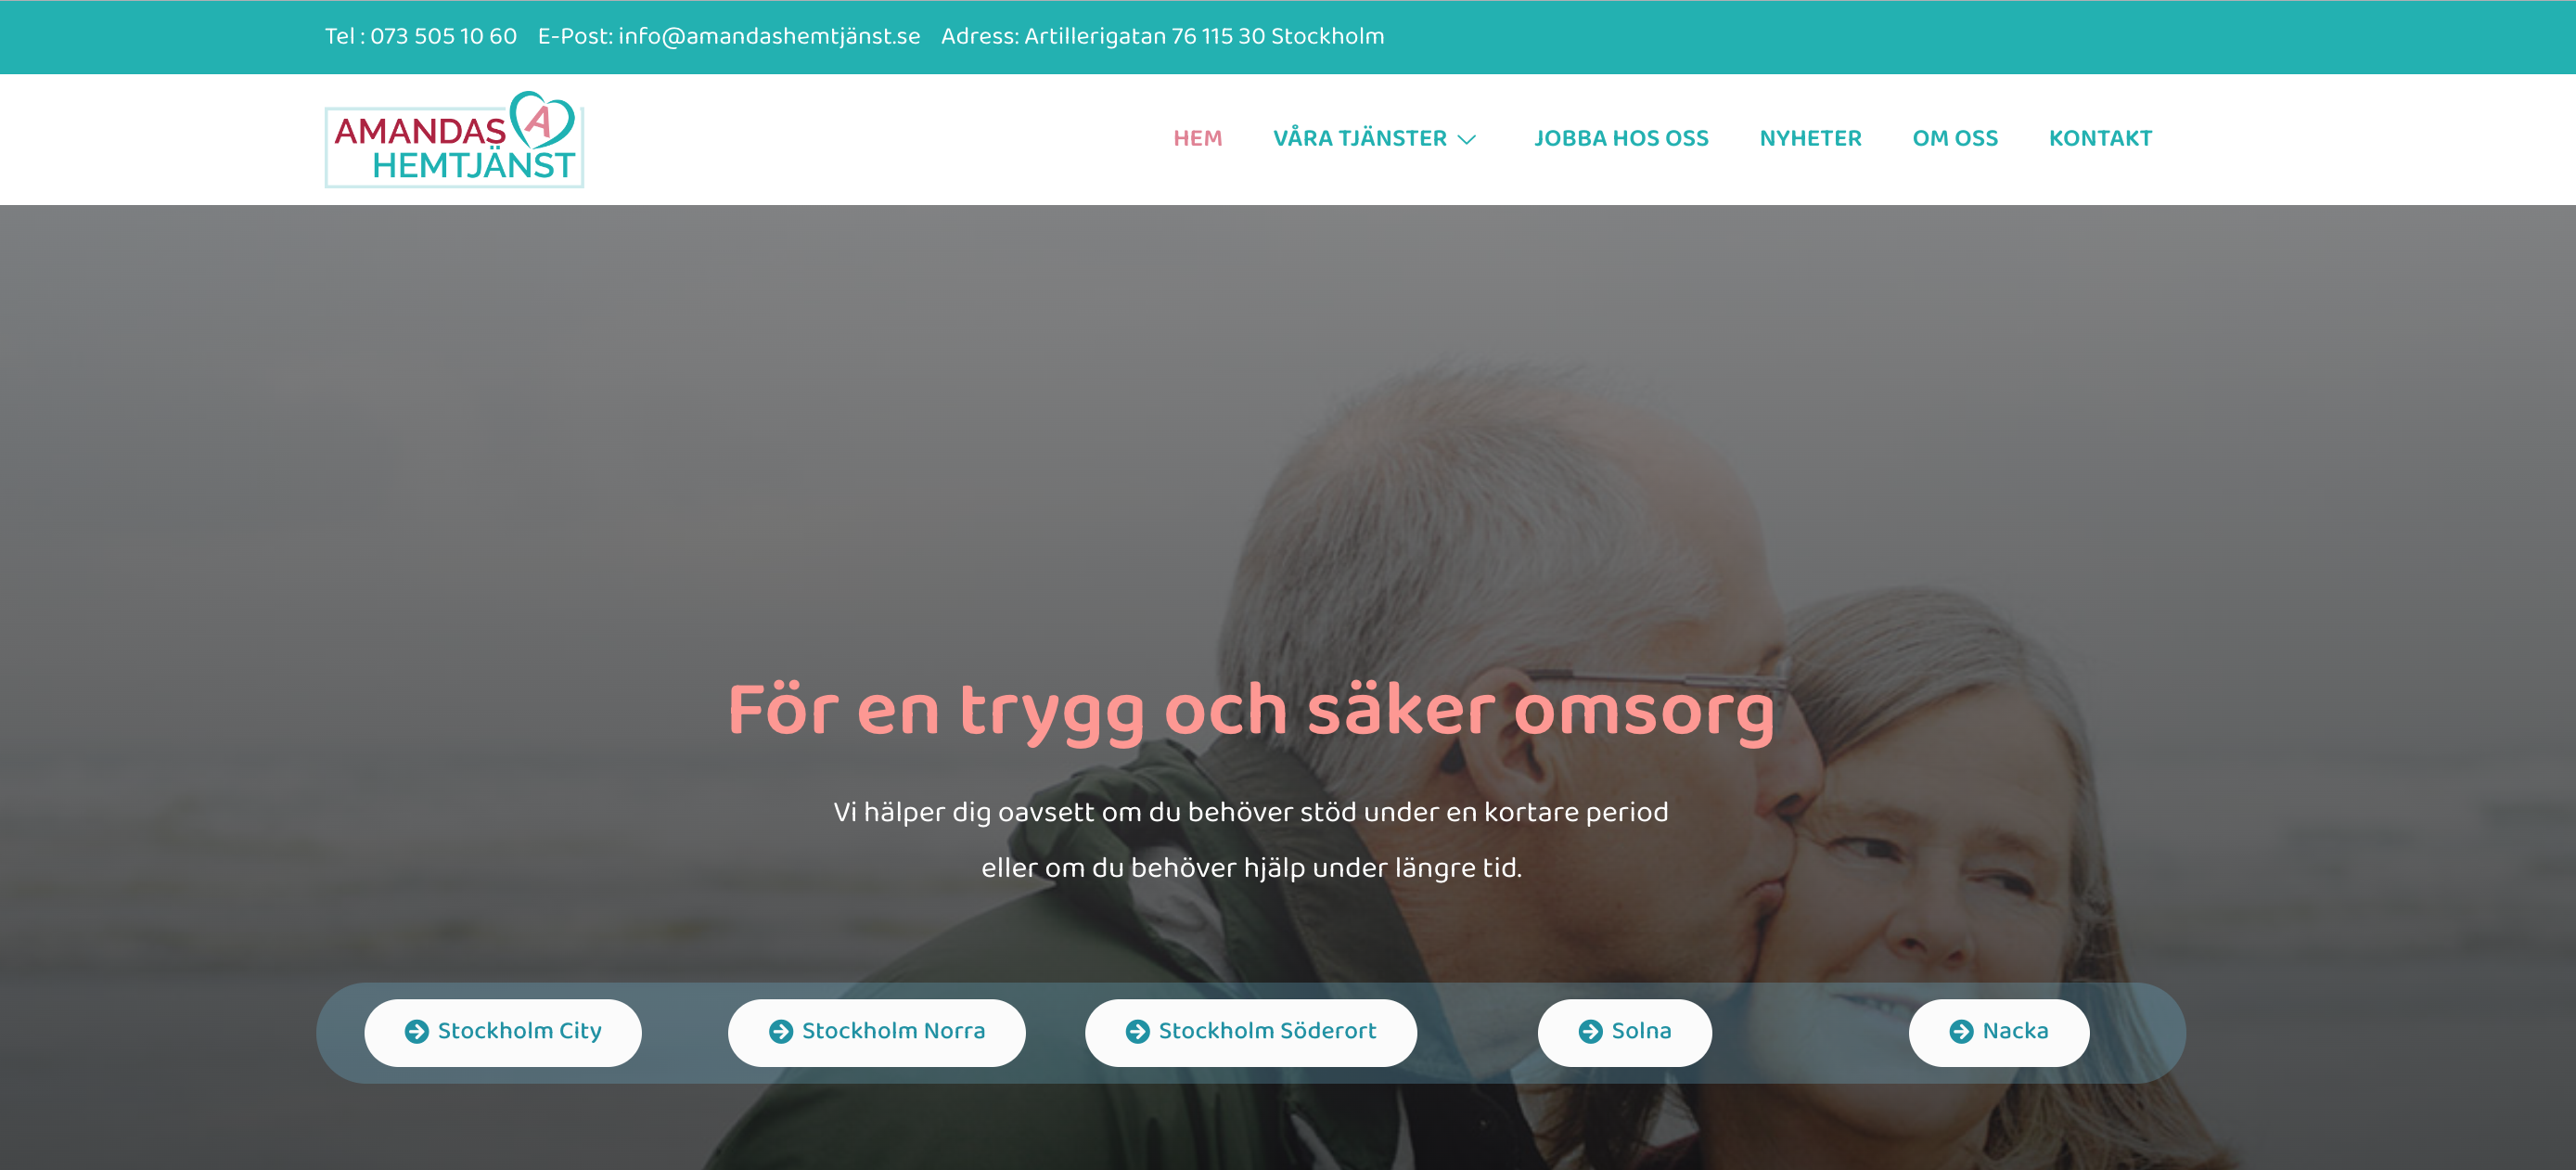 Tel : 073 505 10 60 E-Post: info@amandashemtjänst.se Adress: Artillerigatan 76 115 30 Stockholm
AMANDAS A
HEMTJÄNST
HEM VÅRA TJÄNSTER JOBBA HOS OSS NYHETER OM OSS KONTAKT
För en trygg och säker omsorg
Vi hälper dig oavsett om du behöver stöd under en kortare period
eller om du behöver hjälp under längre tid.
Stockholm City Stockholm Norra Stockholm Söderort Solna Nacka